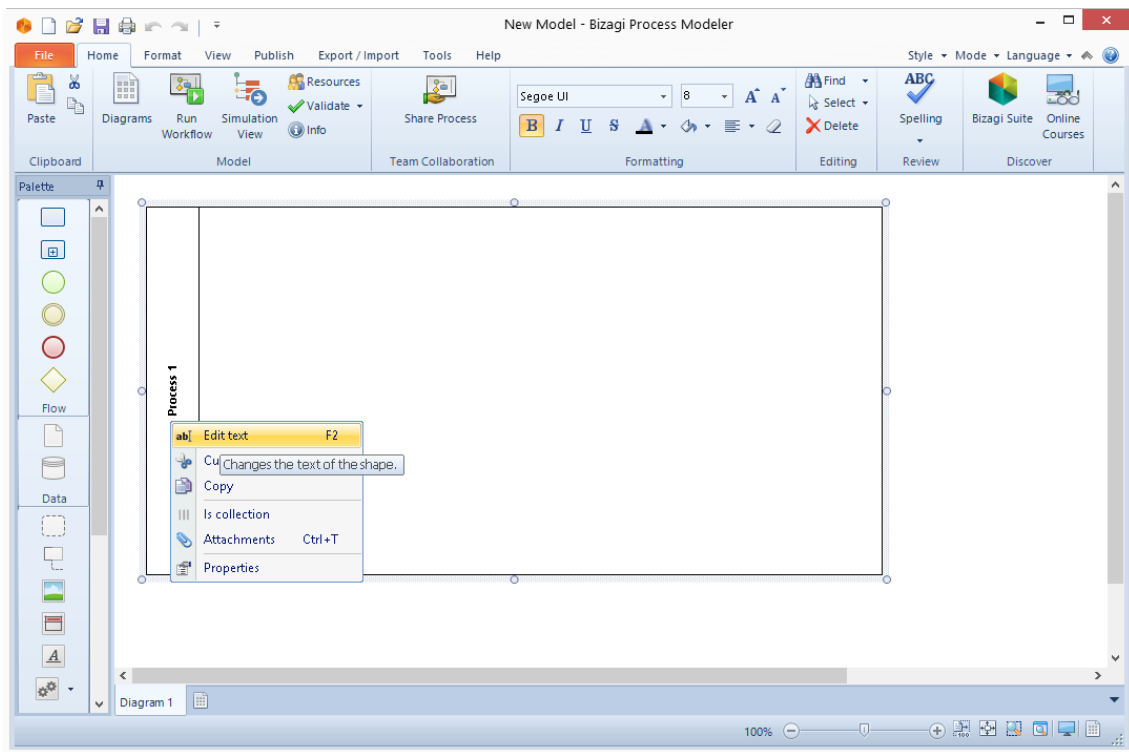 New Model - Bizagi Process Modeler
File Home Format View Publish Export / Import Tools Help Style Mode Language
Paste Diagrams Run Workflow Simulation View Resources Validate Info Share Process Segoe UI 8 A A B I U S A Find Select Delete ABC Spelling Bizagi Suite Online Courses
Clipboard Model Team Collaboration Formatting Editing Review Discover
Palette
Process 1
Flow
abI Edit text F2
Cu
Changes the text of the shape.
Copy
Data
Is collection
Attachments Ctrl+T
Properties
A
Diagram 1
100%